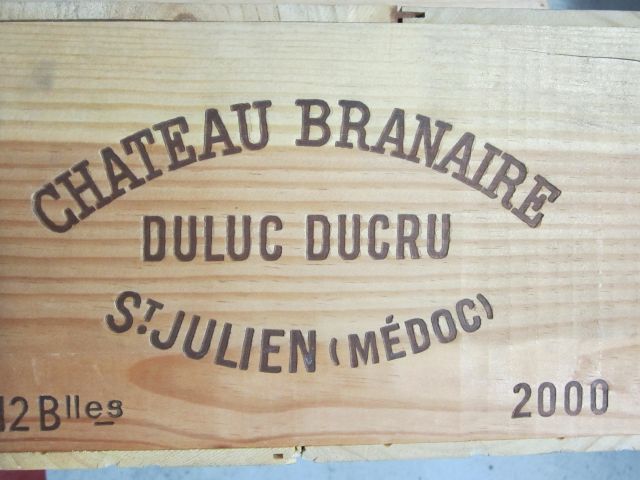 CHATEAU BRANAIRE
DULUC DUCRU
ST. JULIEN (MÉDOC)
12 Blles
2000